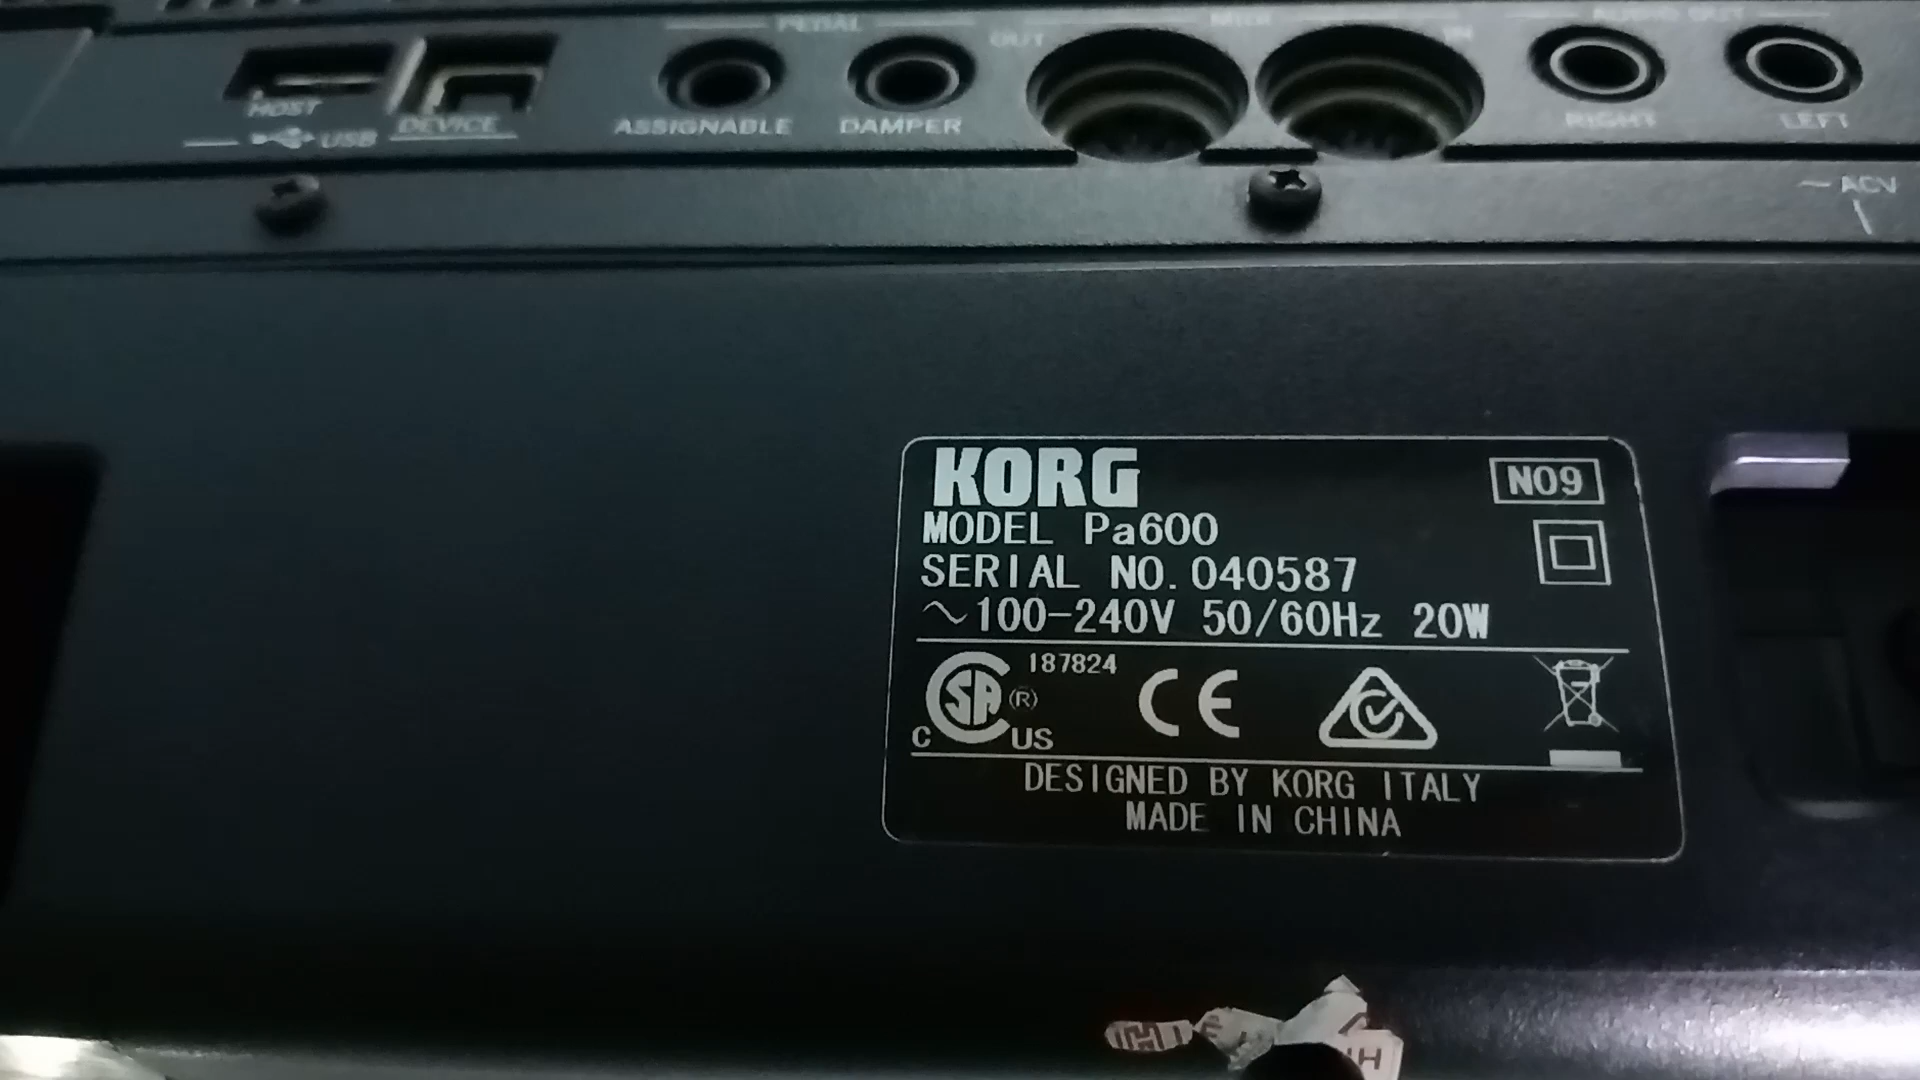 PEDAL
OUT MIDI IN
AUDIO OUT
HOST
USB
DEVICE
ASSIGNABLE
DAMPER
RIGHT
LEFT
~ ACV
KORG
N09
MODEL Pa600
SERIAL NO. 040587
~100-240V 50/60Hz 20W
187824
CSA ®
C US
CE
DESIGNED BY KORG ITALY
MADE IN CHINA